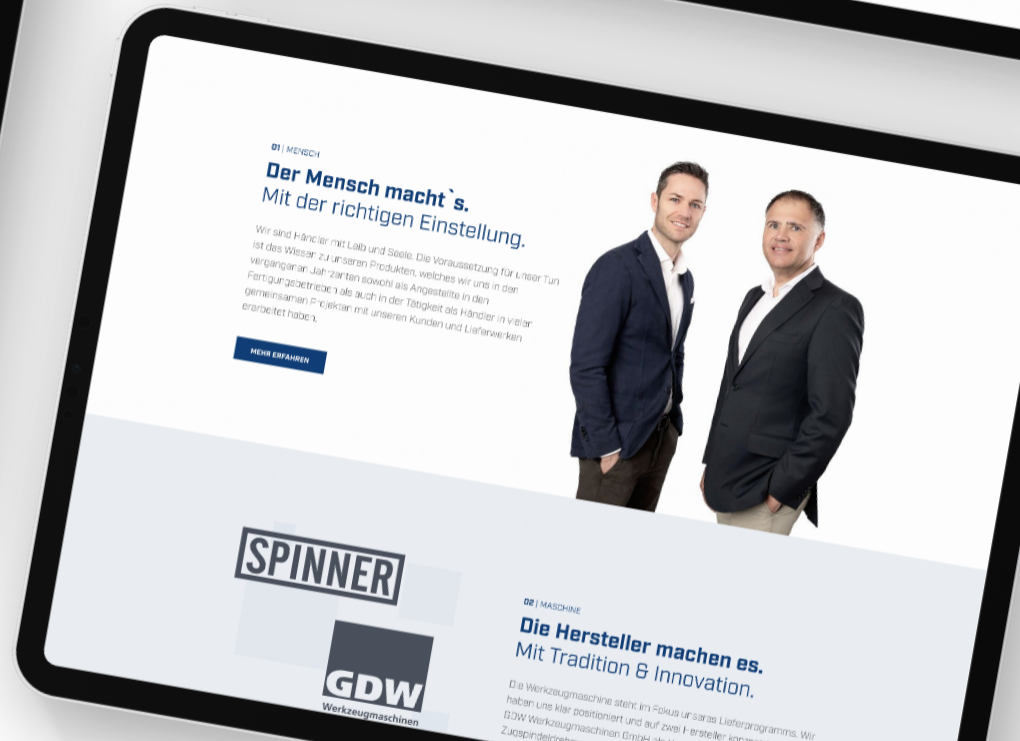 01 | MENSCH
Der Mensch macht`s.
Mit der richtigen Einstellung.
Wir sind Händler mit Leib und Seele. Die Voraussetzung für unser Tun
ist das Wissen zu unseren Produkten, welches wir uns in den
vergangenen Jahrzenten sowohl als Angestellte in den
Fertigungsbetrieben als auch in der Tätigkeit als Händler in vielen
gemeinsamen Projekten mit unseren Kunden und Lieferwerken
erarbeitet haben.
MEHR ERFAHREN
SPINNER
GDW
Werkzeugmaschinen
02 | MASCHINE
Die Hersteller machen es.
Mit Tradition & Innovation.
Die Werkzeugmaschine steht im Fokus unseres Lieferprogramms. Wir
haben uns klar positioniert und auf zwei Hersteller
GDW Werkzeugmaschinen GmbH als